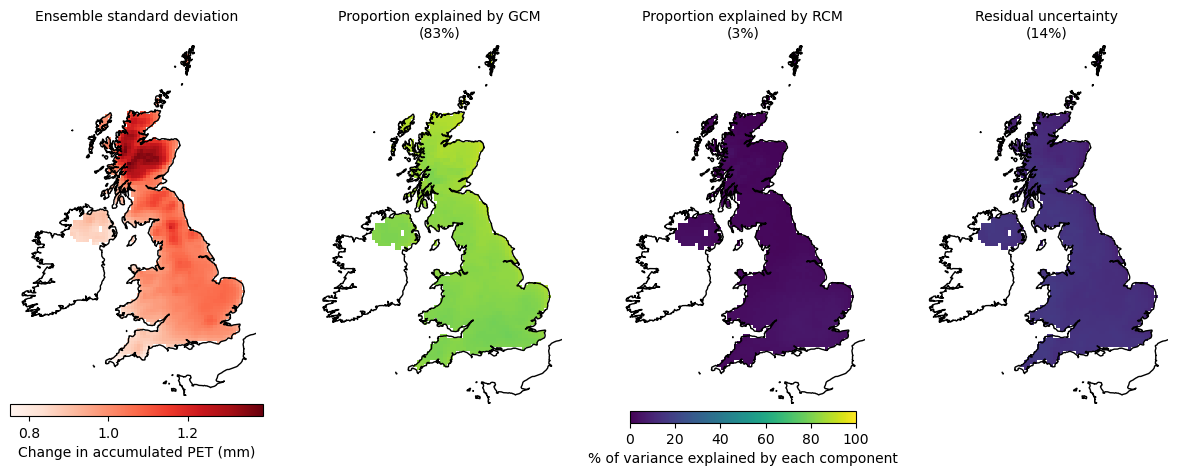 Ensemble standard deviation
Proportion explained by GCM
(83%)
Proportion explained by RCM
(3%)
Residual uncertainty
(14%)
0.8 1.0 1.2
Change in accumulated PET (mm)
0 20 40 60 80 100
% of variance explained by each component